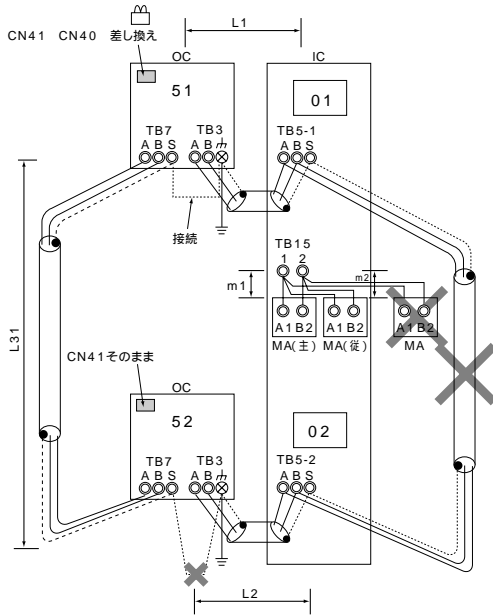 CN41 CN40 差し換え
L1
OC
IC
51
01
TB7
TB3
TB5-1
A B S
A B
A B S
接続
TB15
1 2
m1
m2
A1 B2
A1 B2
A1 B2
MA(主)
MA(従)
MA
L31
CN41そのまま
OC
52
02
TB7
TB3
TB5-2
A B S
A B
A B S
L2